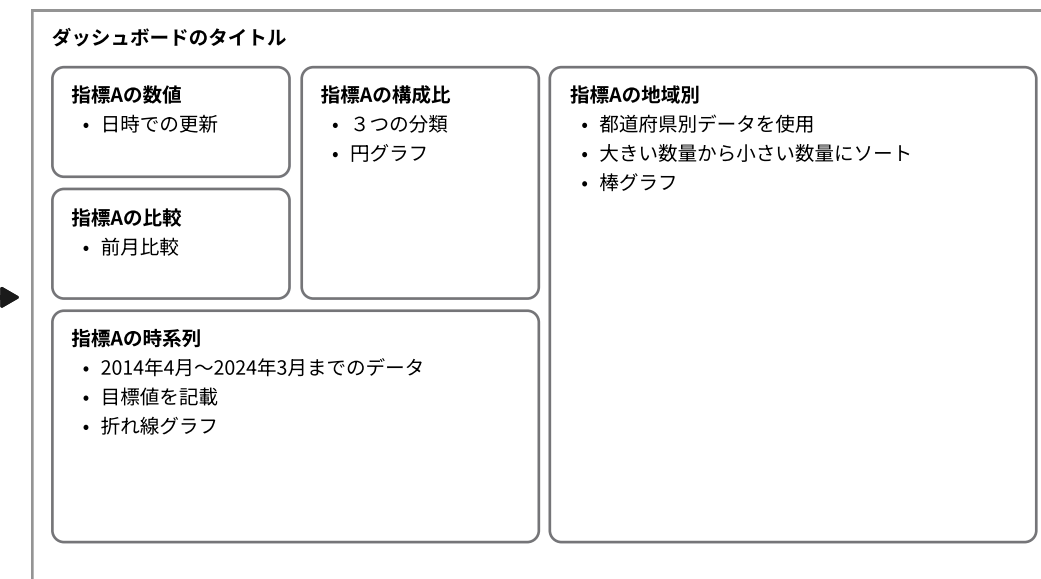 ダッシュボードのタイトル
指標Aの数値
• 日時での更新
指標Aの比較
• 前月比較
指標Aの構成比
• ３つの分類
• 円グラフ
指標Aの時系列
• 2014年4月〜2024年3月までのデータ
• 目標値を記載
• 折れ線グラフ
指標Aの地域別
• 都道府県別データを使用
• 大きい数量から小さい数量にソート
• 棒グラフ